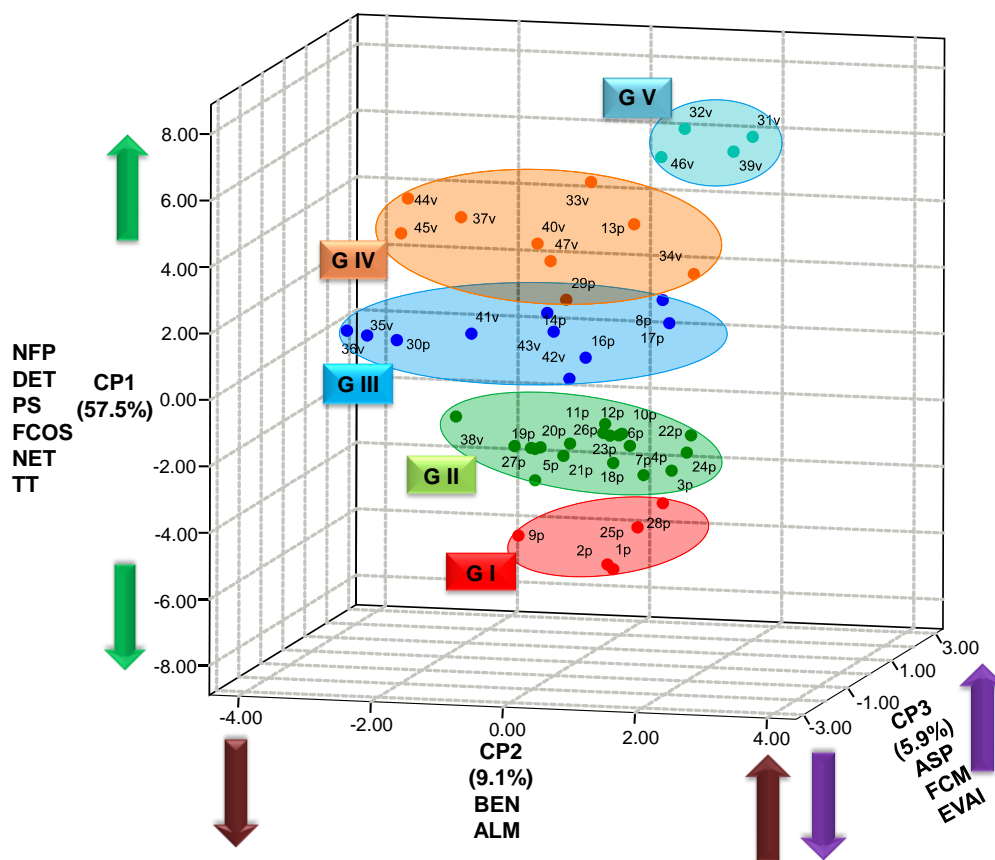 G V
32v
31v
46v
39v
8.00
6.00
4.00
2.00
0.00
-2.00
-4.00
-6.00
-8.00
44v
33v
37v
45v
40v
13p
47v
34v
G IV
29p
41v
14p
8p
35v
36v
30p
43v
16p
17p
42v
G III
NFP
DET
PS
FCOS
NET
TT
CP1
(57.5%)
11p
12p
10p
38v
19p
20p
26p
6p
22p
23p
27p
5p
21p
18p
7p
4p
24p
3p
G II
9p
25p
28p
2p
1p
G I
-4.00
-2.00
0.00
2.00
4.00
-3.00
-1.00
1.00
3.00
CP2
(9.1%)
BEN
ALM
CP3
(5.9%)
ASP
FCM
EVAI